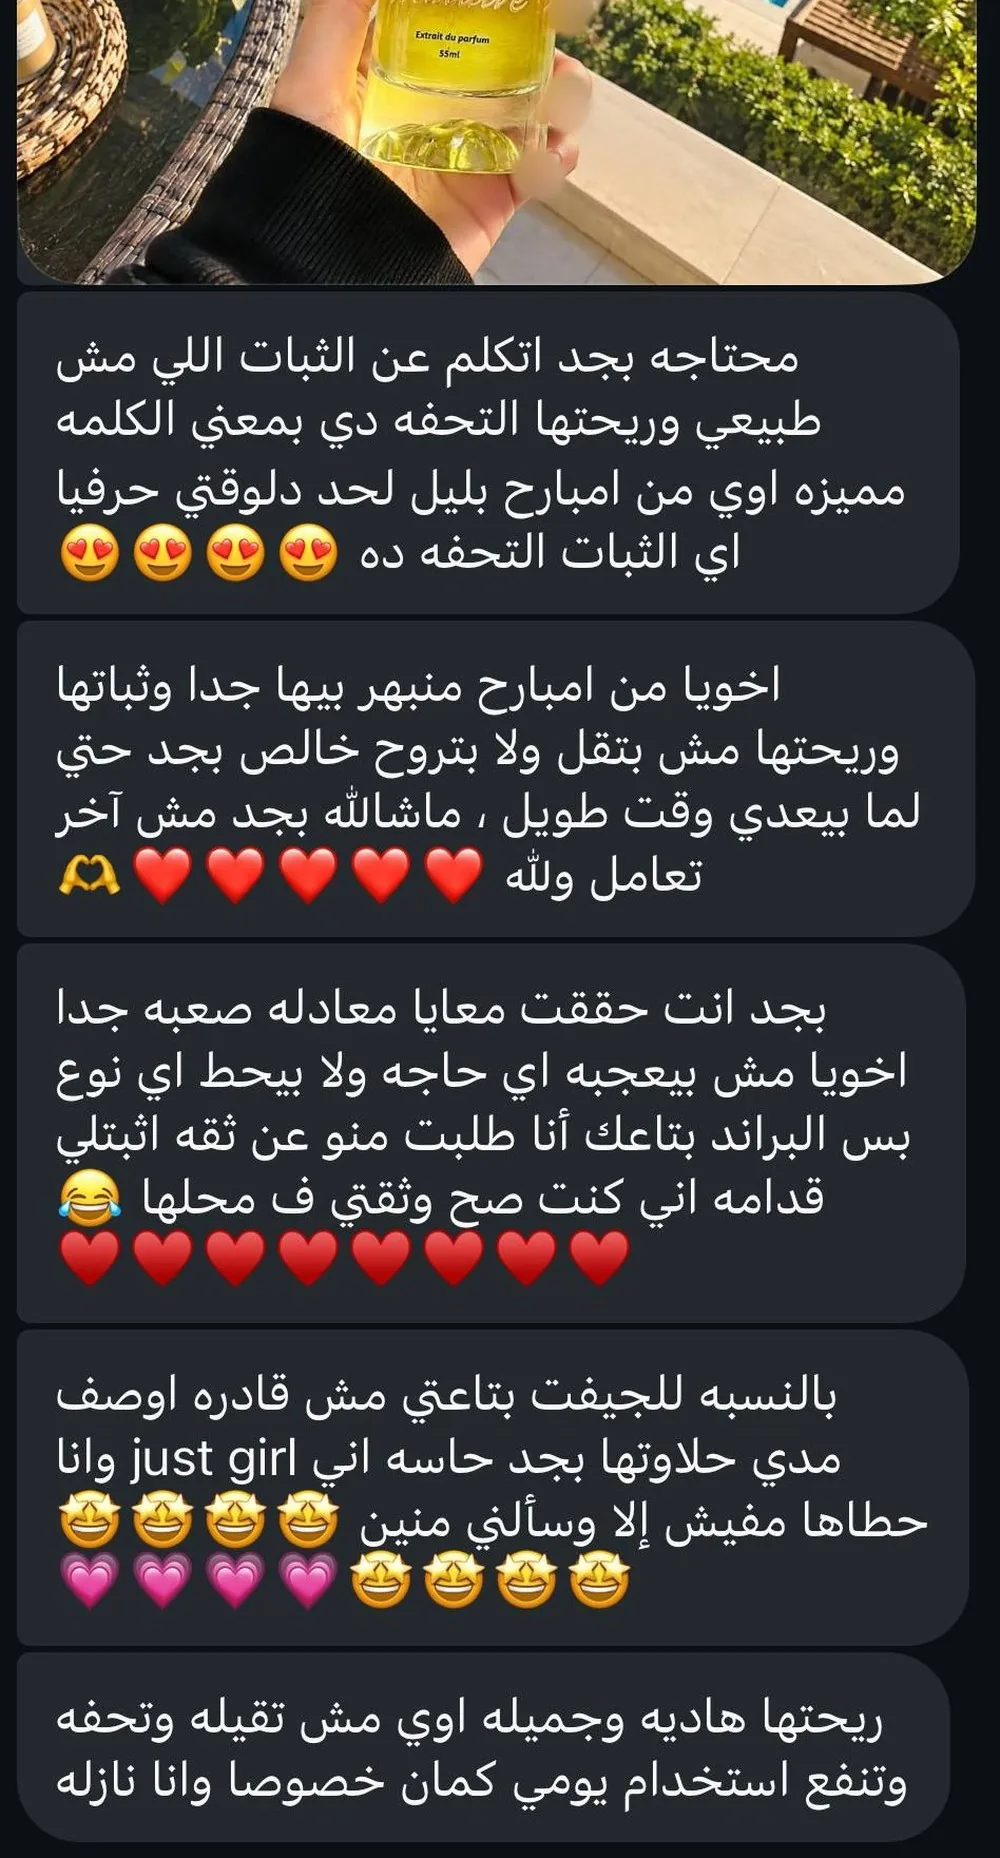 Extrait du parfum
55ml
محتاجه بجد اتكلم عن الثبات اللي مش
طبيعي وريحتها التحفه دي بمعني الكلمه
مميزه اوي من امبارح بليل لحد دلوقتي حرفيا
اي الثبات التحفه ده 😍😍😍😍
اخويا من امبارح منبهر بيها جدا وثباتها
وريحتها مش بتقل ولا بتروح خالص بجد حتي
لما بيعدي وقت طويل ، ماشالله بجد مش آخر
تعامل ولله ❤️❤️❤️❤️❤️🫶
بجد انت حققت معايا معادله صعبه جدا
اخويا مش بيعجبه اي حاجه ولا بيحط اي نوع
بس البراند بتاعك أنا طلبت منو عن ثقه اثبتلي
قدامه اني كنت صح وثقتي ف محلها 😂
♥️♥️♥️♥️♥️♥️♥️♥️
بالنسبه للجيفت بتاعتي مش قادره اوصف
مدي حلاوتها بجد حاسه اني just girl وانا
حطاها مفيش إلا وسألني منين 🤩🤩🤩🤩
🤩🤩🤩🤩💗💗💗💗
ريحتها هاديه وجميله اوي مش تقيله وتحفه
وتنفع استخدام يومي كمان خصوصا وانا نازله